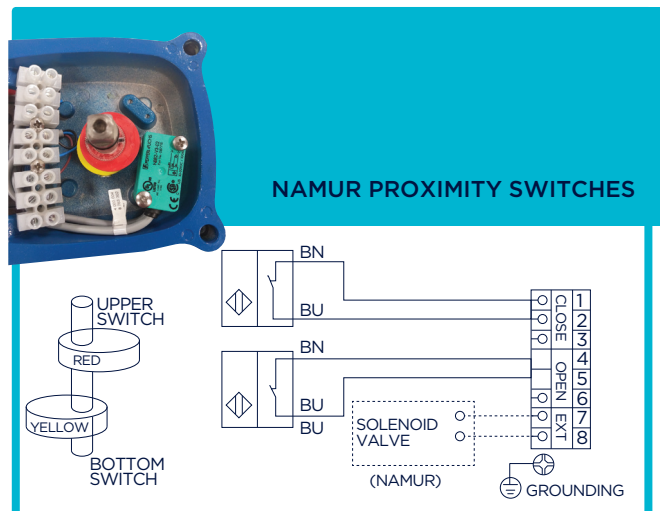 NAMUR PROXIMITY SWITCHES
BN
BU
BN
BU
BU
UPPER
SWITCH
RED
YELLOW
BOTTOM
SWITCH
SOLENOID
VALVE
(NAMUR)
CLOSE
OPEN
EXT
1
2
3
4
5
6
7
8
GROUNDING